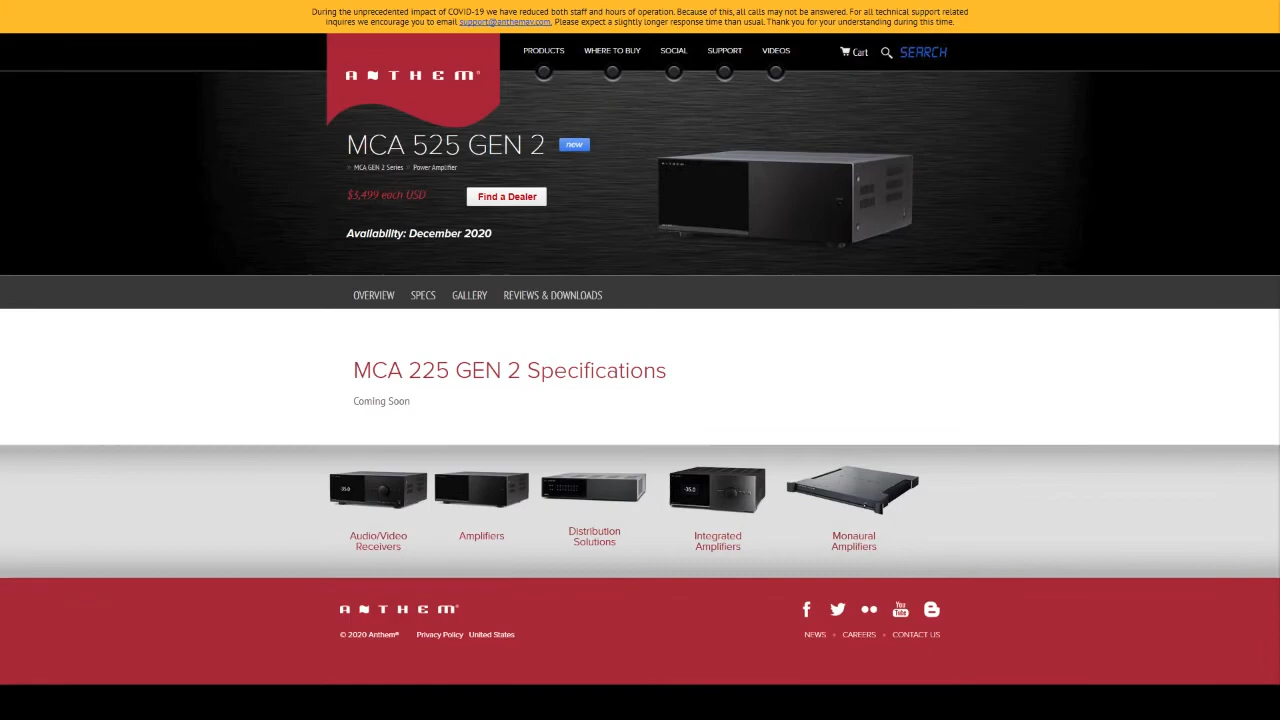 During the unprecedented impact of COVID-19 we have reduced both staff and hours of operation. Because of this, all calls may not be answered. For all technical support related
inquires we encourage you to email support@anthemav.com. Please expect a slightly longer response time than usual. Thank you for your understanding during this time.
ANTHEM®
PRODUCTS WHERE TO BUY SOCIAL SUPPORT VIDEOS Cart SEARCH
MCA 525 GEN 2 new
MCA GEN 2 Series Power Amplifier
$3,499 each USD Find a Dealer
Availability: December 2020
OVERVIEW SPECS GALLERY REVIEWS & DOWNLOADS
MCA 225 GEN 2 Specifications
Coming Soon
-35.0 -35.0
Audio/Video
Receivers
Amplifiers
Distribution
Solutions
Integrated
Amplifiers
Monaural
Amplifiers
ANTHEM®
You
Tube
© 2020 Anthem® Privacy Policy United States
NEWS CAREERS CONTACT US